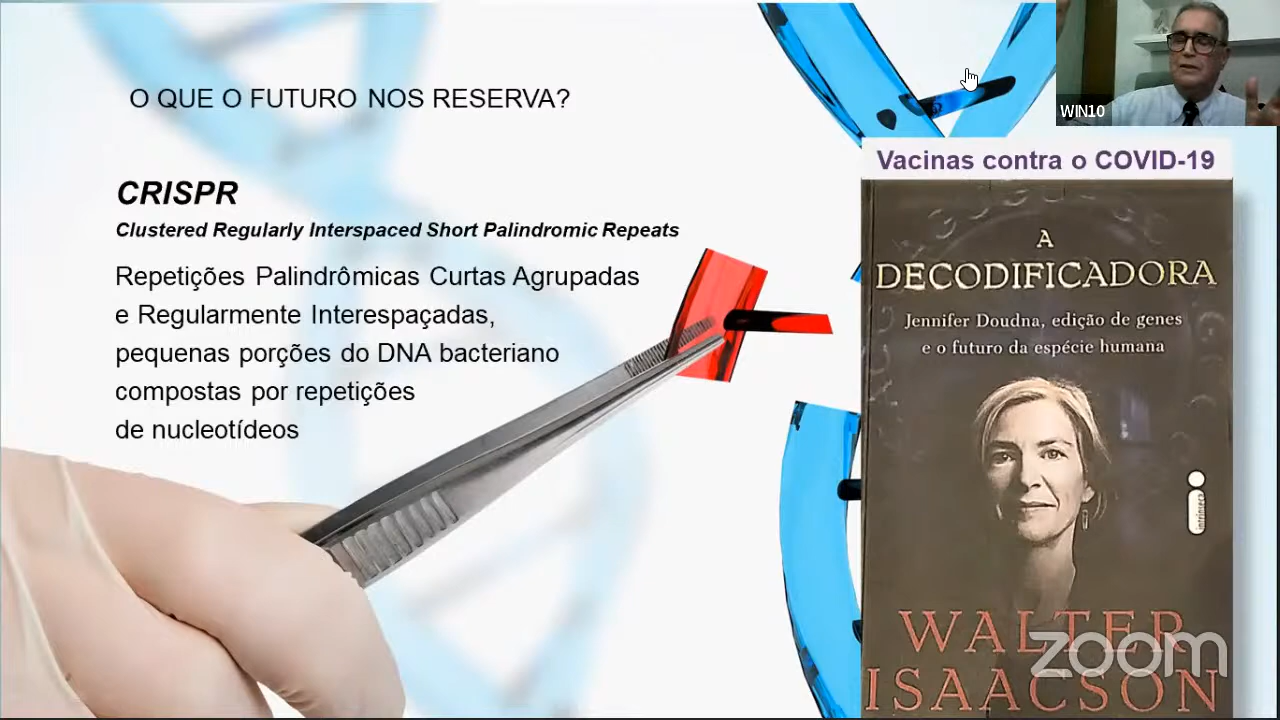 O QUE O FUTURO NOS RESERVA?
CRISPR
Clustered Regularly Interspaced Short Palindromic Repeats
Repetições Palindrômicas Curtas Agrupadas
e Regularmente Interespaçadas,
pequenas porções do DNA bacteriano
compostas por repetições
de nucleotídeos
WIN10
Vacinas contra o COVID-19
A
DECODIFICADORA
Jennifer Doudna, edição de genes
e o futuro da espécie humana
intrínseca
WALTER
ISAACSON
zoom